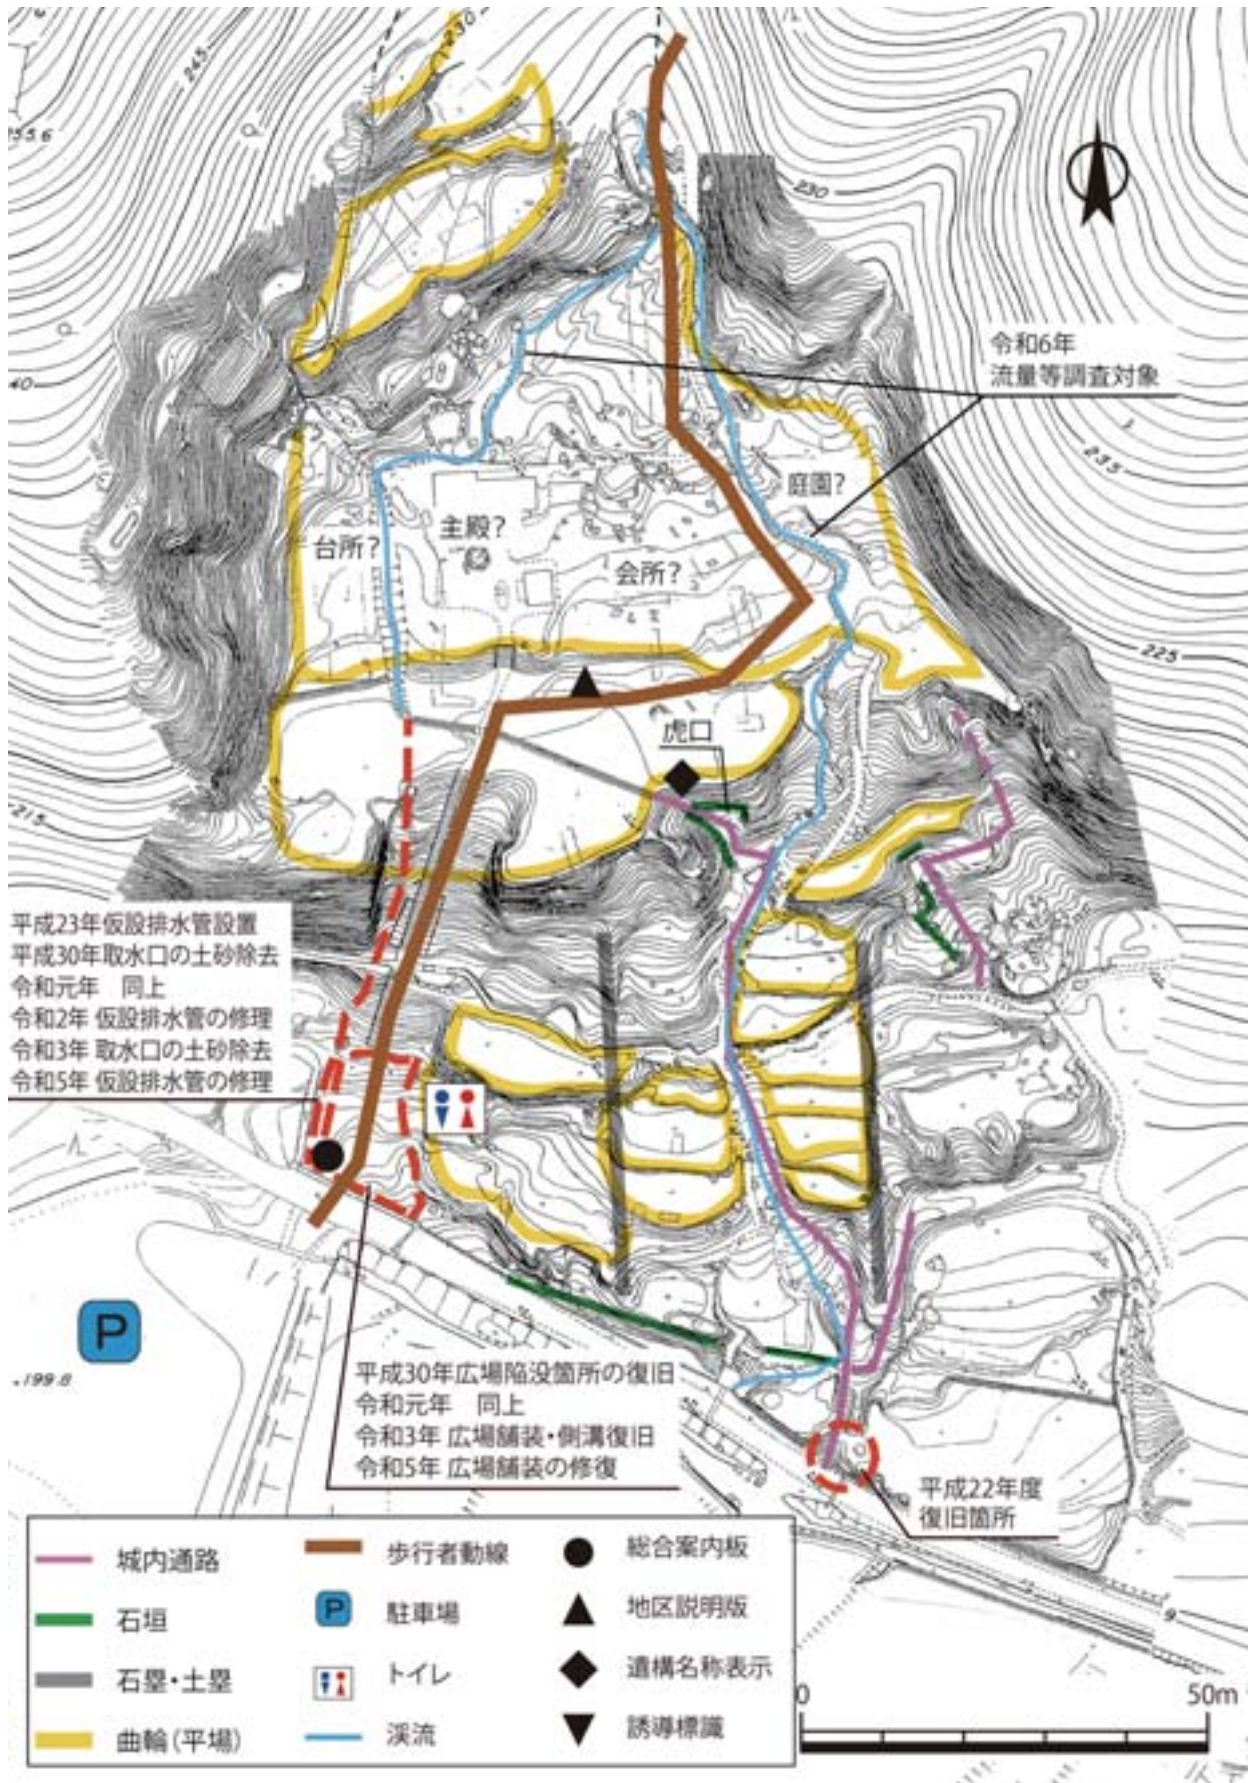 230
245
55.6
230
令和6年
流量等調査対象
40
235
庭園?
主殿?
台所?
会所?
225
虎口
215
平成23年仮設排水管設置
平成30年取水口の土砂除去
令和元年 同上
令和2年 仮設排水管の修理
令和3年 取水口の土砂除去
令和5年 仮設排水管の修理
P
.199.8
平成30年広場陥没箇所の復旧
令和元年 同上
令和3年 広場舗装・側溝復旧
令和5年 広場舗装の修復
平成22年度
復旧箇所
城内通路
歩行者動線
総合案内板
石垣
P
駐車場
地区説明版
石塁・土塁
トイレ
遺構名称表示
曲輪(平場)
渓流
誘導標識
0
50m